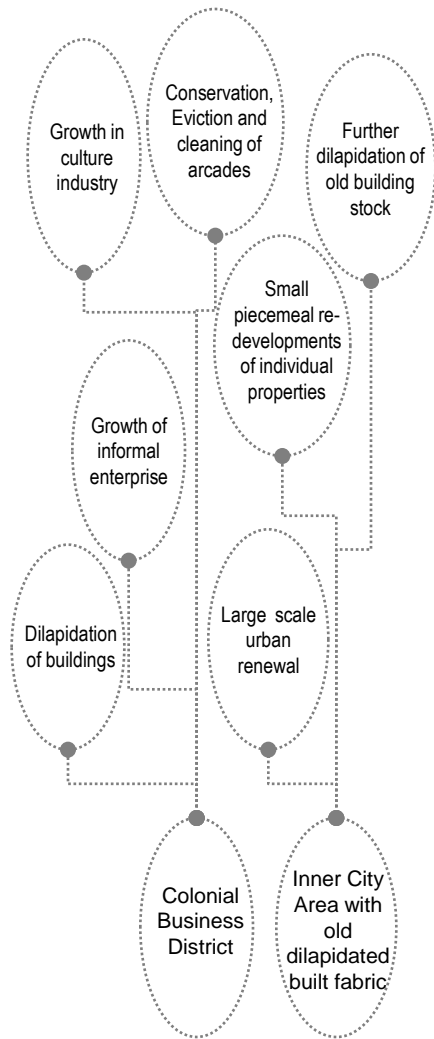 Growth in
culture
industry
Conservation,
Eviction and
cleaning of
arcades
Further
dilapidation of
old building
stock
Small
piecemeal re-
developments
of individual
properties
Growth of
informal
enterprise
Dilapidation
of buildings
Large scale
urban
renewal
Colonial
Business
District
Inner City
Area with
old
dilapidated
built fabric